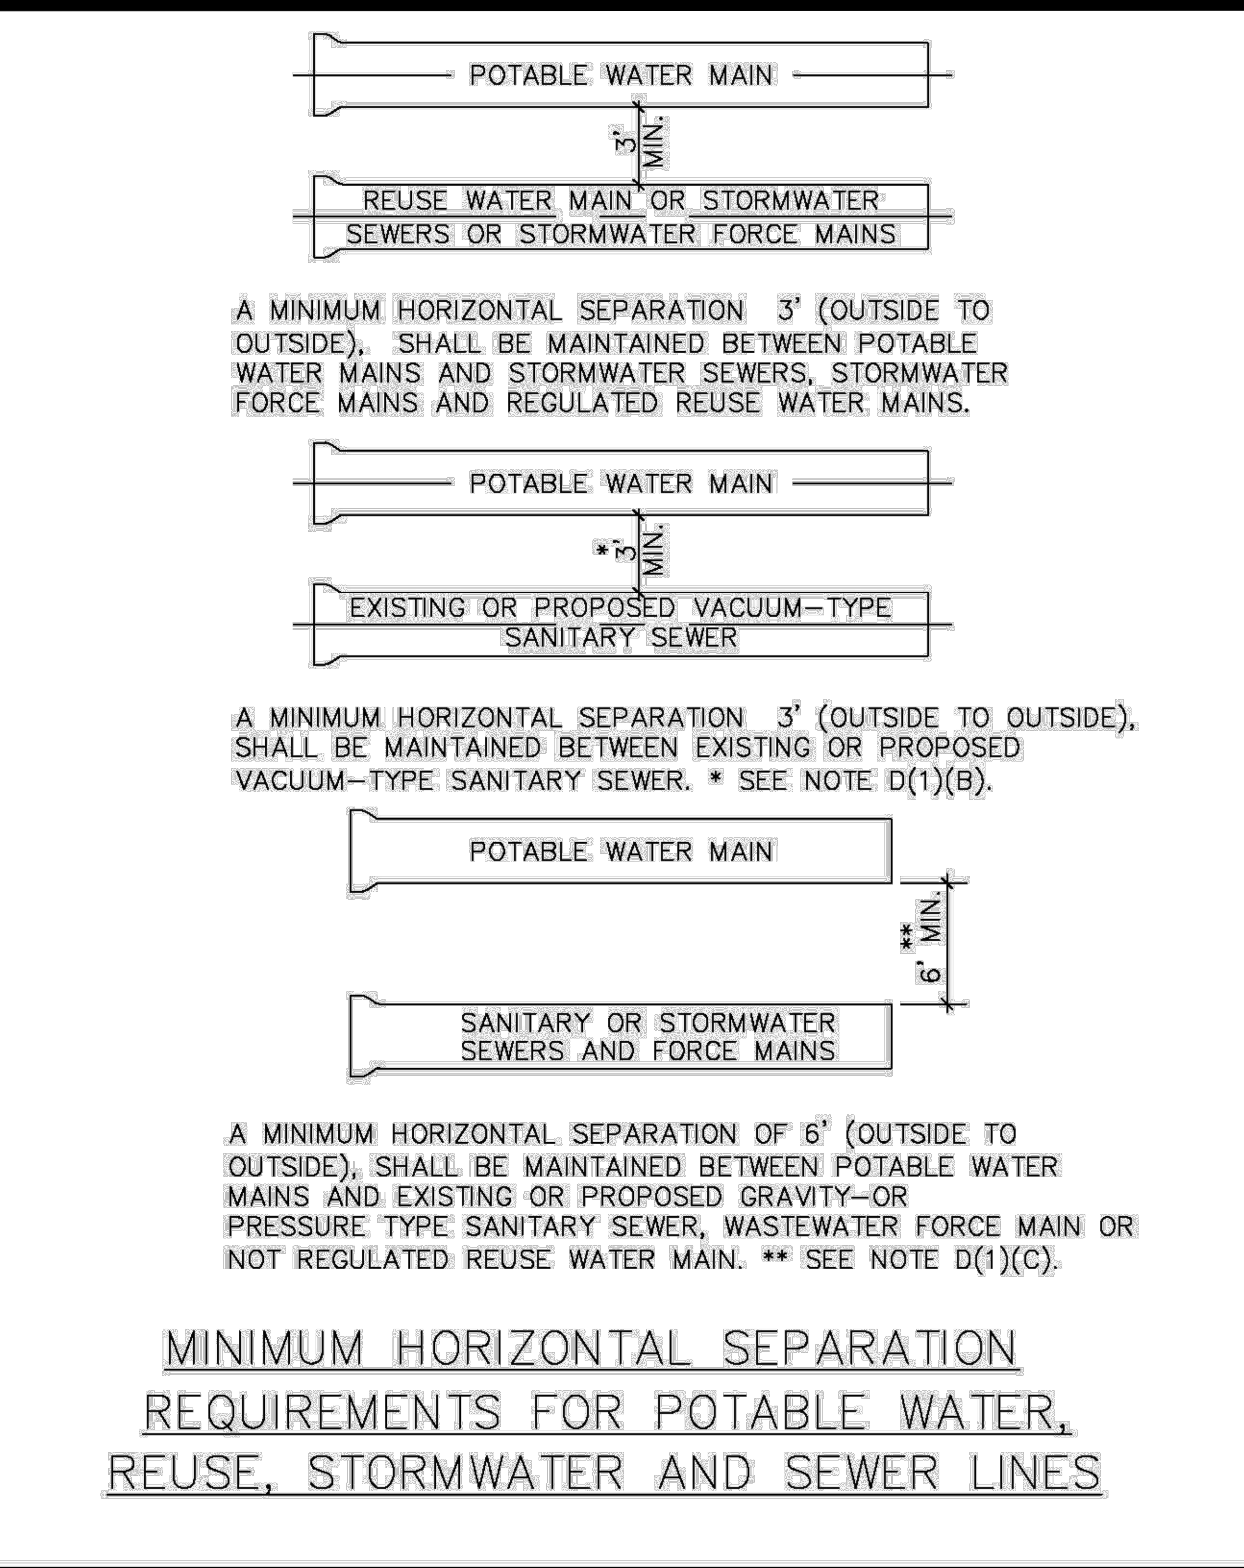 POTABLE WATER MAIN
3' MIN.
REUSE WATER MAIN OR STORMWATER
SEWERS OR STORMWATER FORCE MAINS
A MINIMUM HORIZONTAL SEPARATION 3' (OUTSIDE TO
OUTSIDE), SHALL BE MAINTAINED BETWEEN POTABLE
WATER MAINS AND STORMWATER SEWERS, STORMWATER
FORCE MAINS AND REGULATED REUSE WATER MAINS.
POTABLE WATER MAIN
*3' MIN.
EXISTING OR PROPOSED VACUUM-TYPE
SANITARY SEWER
A MINIMUM HORIZONTAL SEPARATION 3' (OUTSIDE TO OUTSIDE),
SHALL BE MAINTAINED BETWEEN EXISTING OR PROPOSED
VACUUM-TYPE SANITARY SEWER. * SEE NOTE D(1)(B).
POTABLE WATER MAIN
**
6' MIN.
SANITARY OR STORMWATER
SEWERS AND FORCE MAINS
A MINIMUM HORIZONTAL SEPARATION OF 6' (OUTSIDE TO
OUTSIDE), SHALL BE MAINTAINED BETWEEN POTABLE WATER
MAINS AND EXISTING OR PROPOSED GRAVITY-OR
PRESSURE TYPE SANITARY SEWER, WASTEWATER FORCE MAIN OR
NOT REGULATED REUSE WATER MAIN. ** SEE NOTE D(1)(C).
MINIMUM HORIZONTAL SEPARATION
REQUIREMENTS FOR POTABLE WATER,
REUSE, STORMWATER AND SEWER LINES